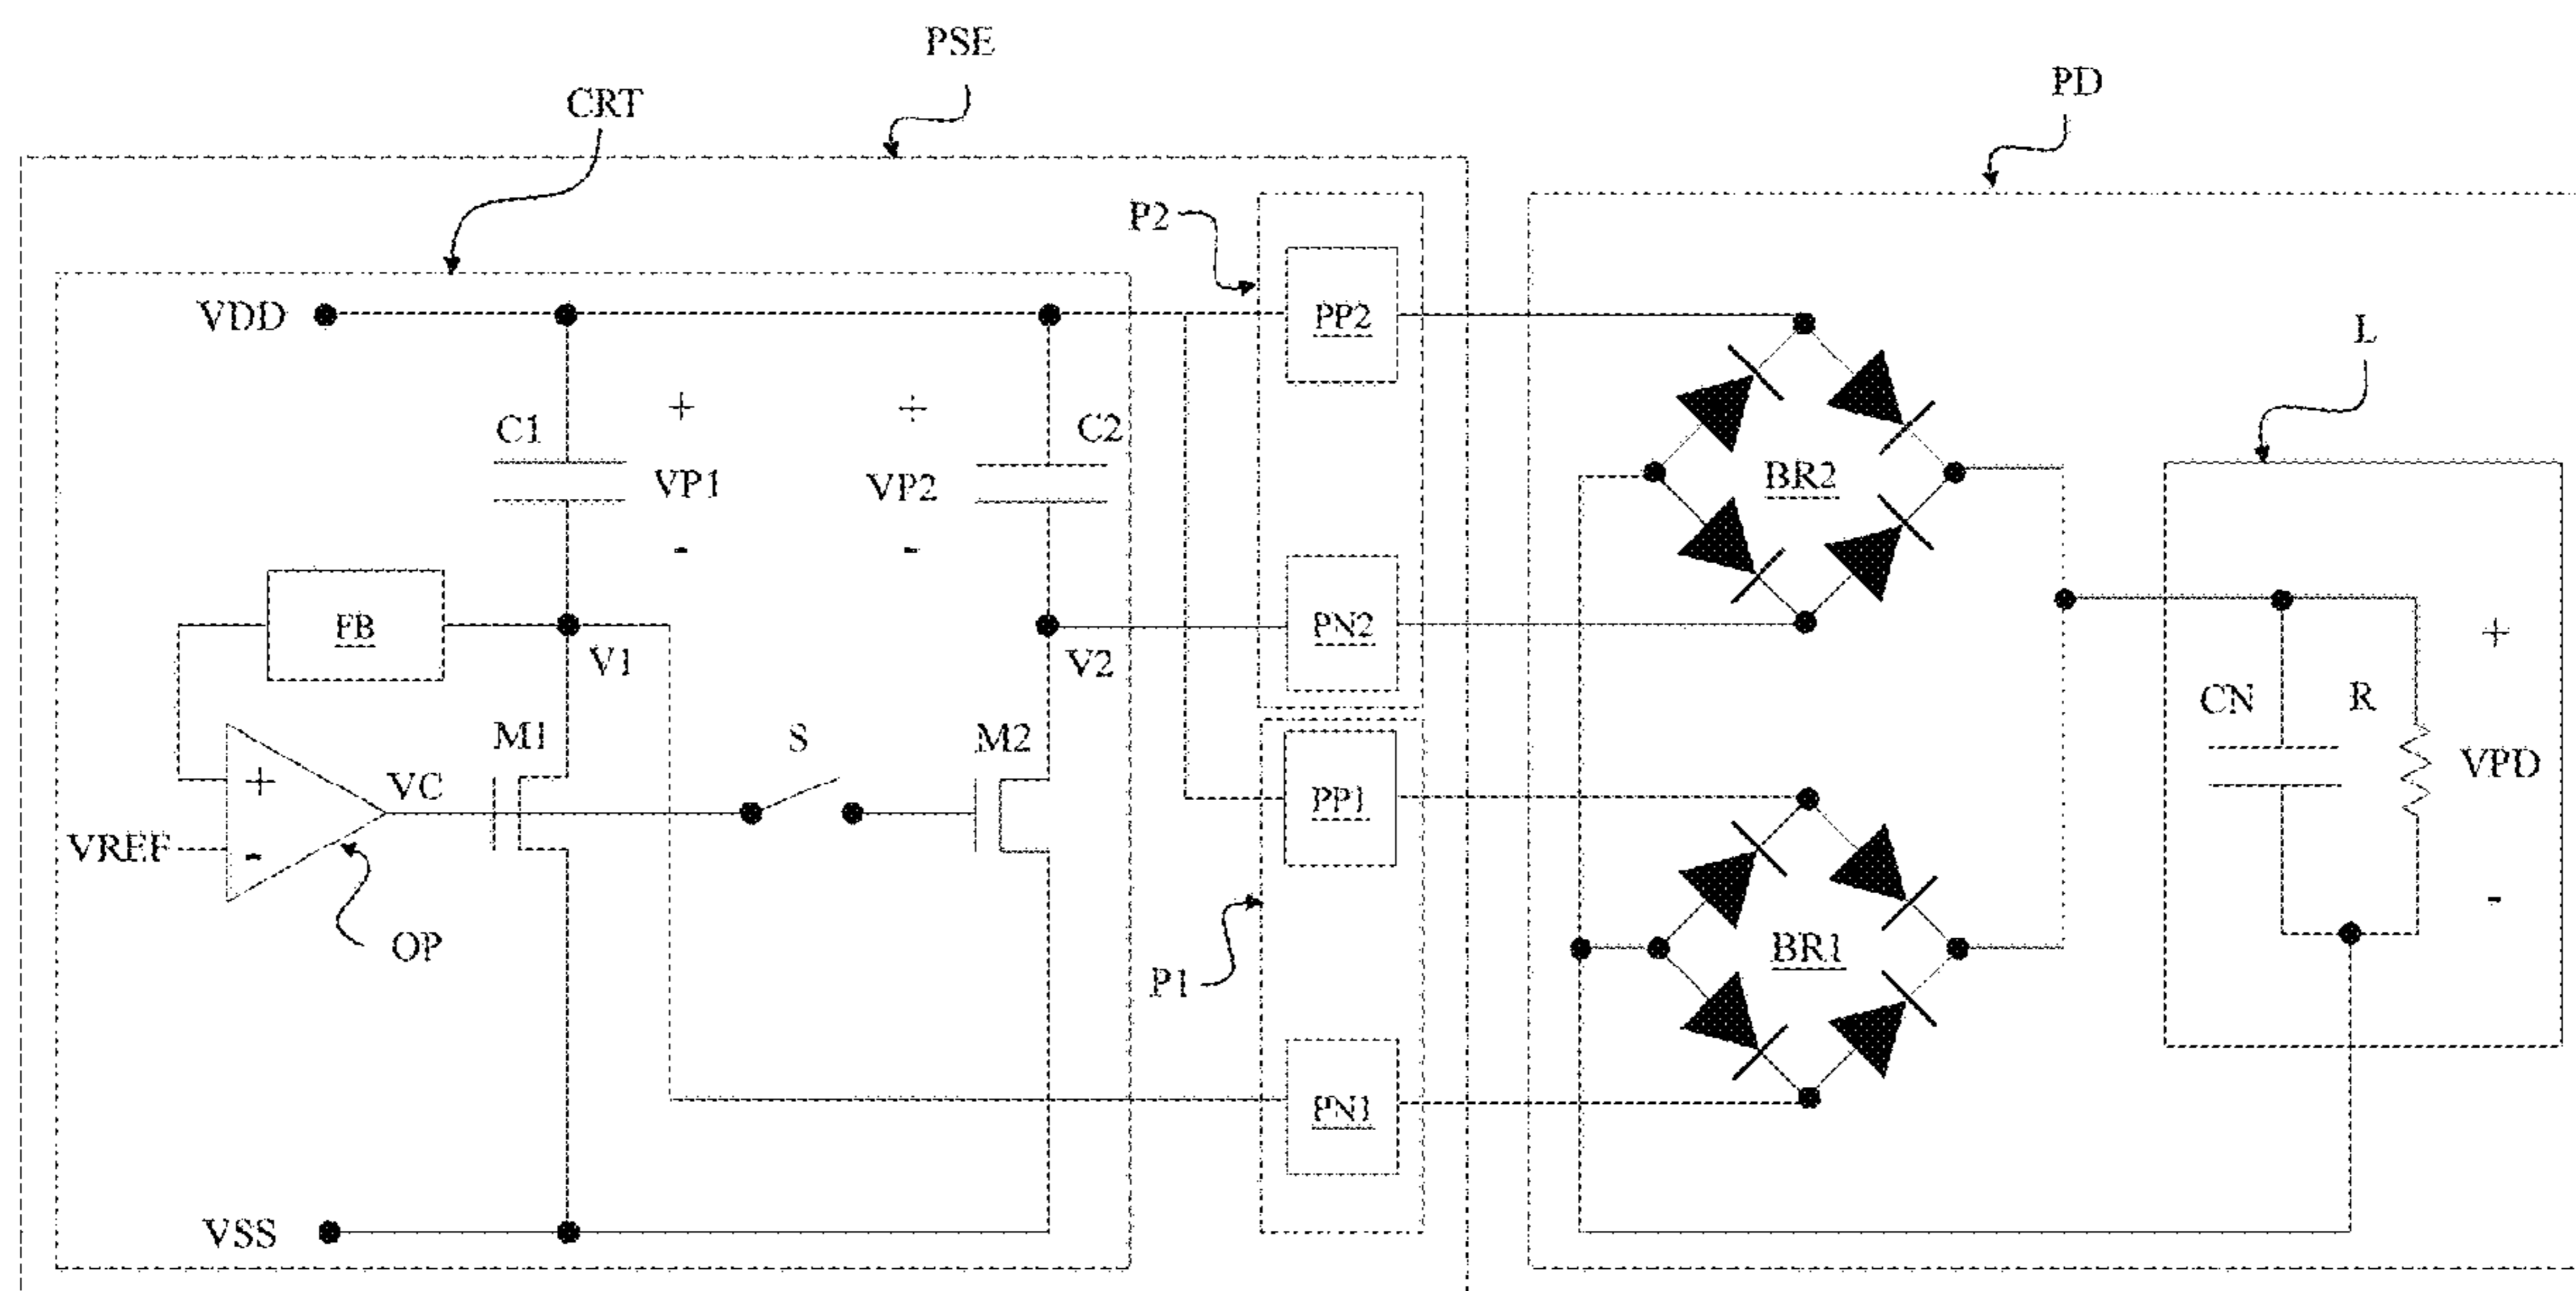 PSE
PD
CRT
P2
VDD
PP2
L
C1
+
VP1
-
+
VP2
-
C2
BR2
FB
V1
V2
PN2
+
CN
R
VPD
-
M1
S
M2
VC
+
VREF
-
PP1
OP
P1
BR1
PN1
VSS